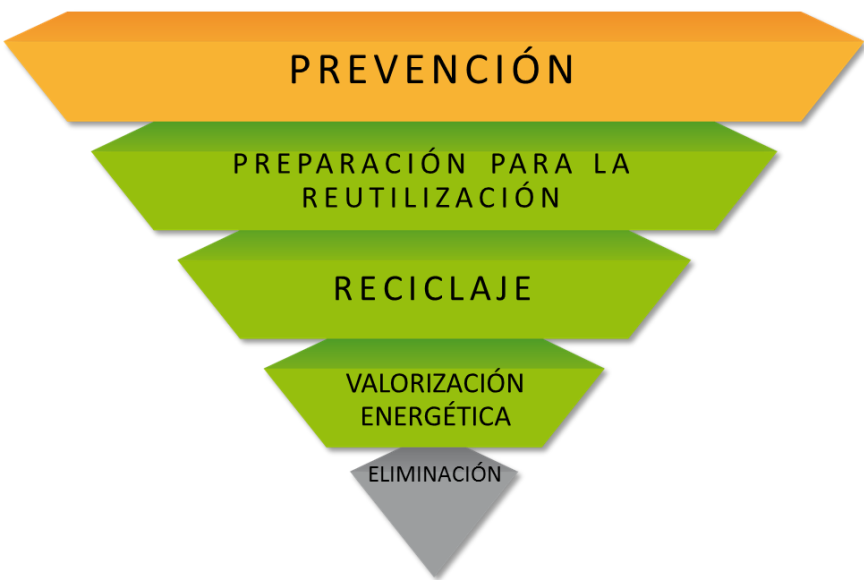 PREVENCIÓN
PREPARACIÓN PARA LA
REUTILIZACIÓN
RECICLAJE
VALORIZACIÓN
ENERGÉTICA
ELIMINACIÓN